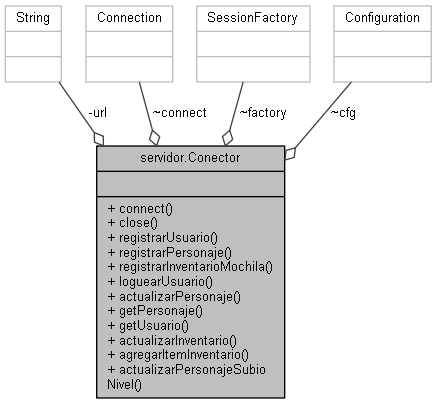 String
Connection
SessionFactory
Configuration
-url
~connect
~factory
~cfg
servidor.Conector
+ connect()
+ close()
+ registrarUsuario()
+ registrarPersonaje()
+ registrarInventarioMochila()
+ loguearUsuario()
+ actualizarPersonaje()
+ getPersonaje()
+ getUsuario()
+ actualizarInventario()
+ agregarItemInventario()
+ actualizarPersonajeSubio
Nivel()